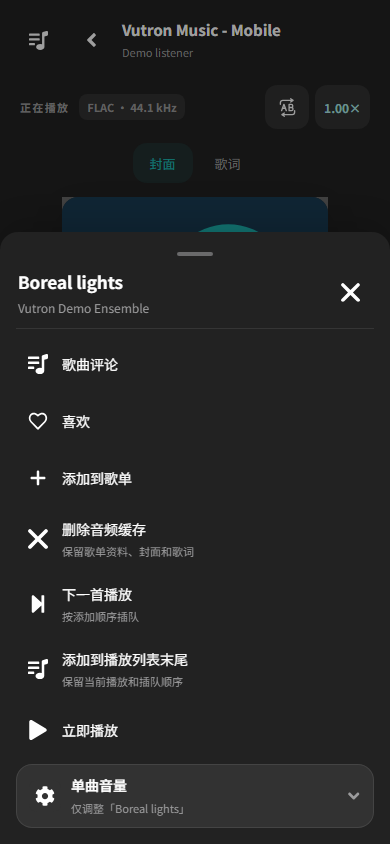 Vutron Music - Mobile
Demo listener
正在播放
FLAC • 44.1 kHz
AB
1.00×
封面
歌词
Boreal lights
Vutron Demo Ensemble
歌曲评论
喜欢
添加到歌单
删除音频缓存
保留歌单资料、封面和歌词
下一首播放
按添加顺序插队
添加到播放列表末尾
保留当前播放和插队顺序
立即播放
单曲音量
仅调整「Boreal lights」